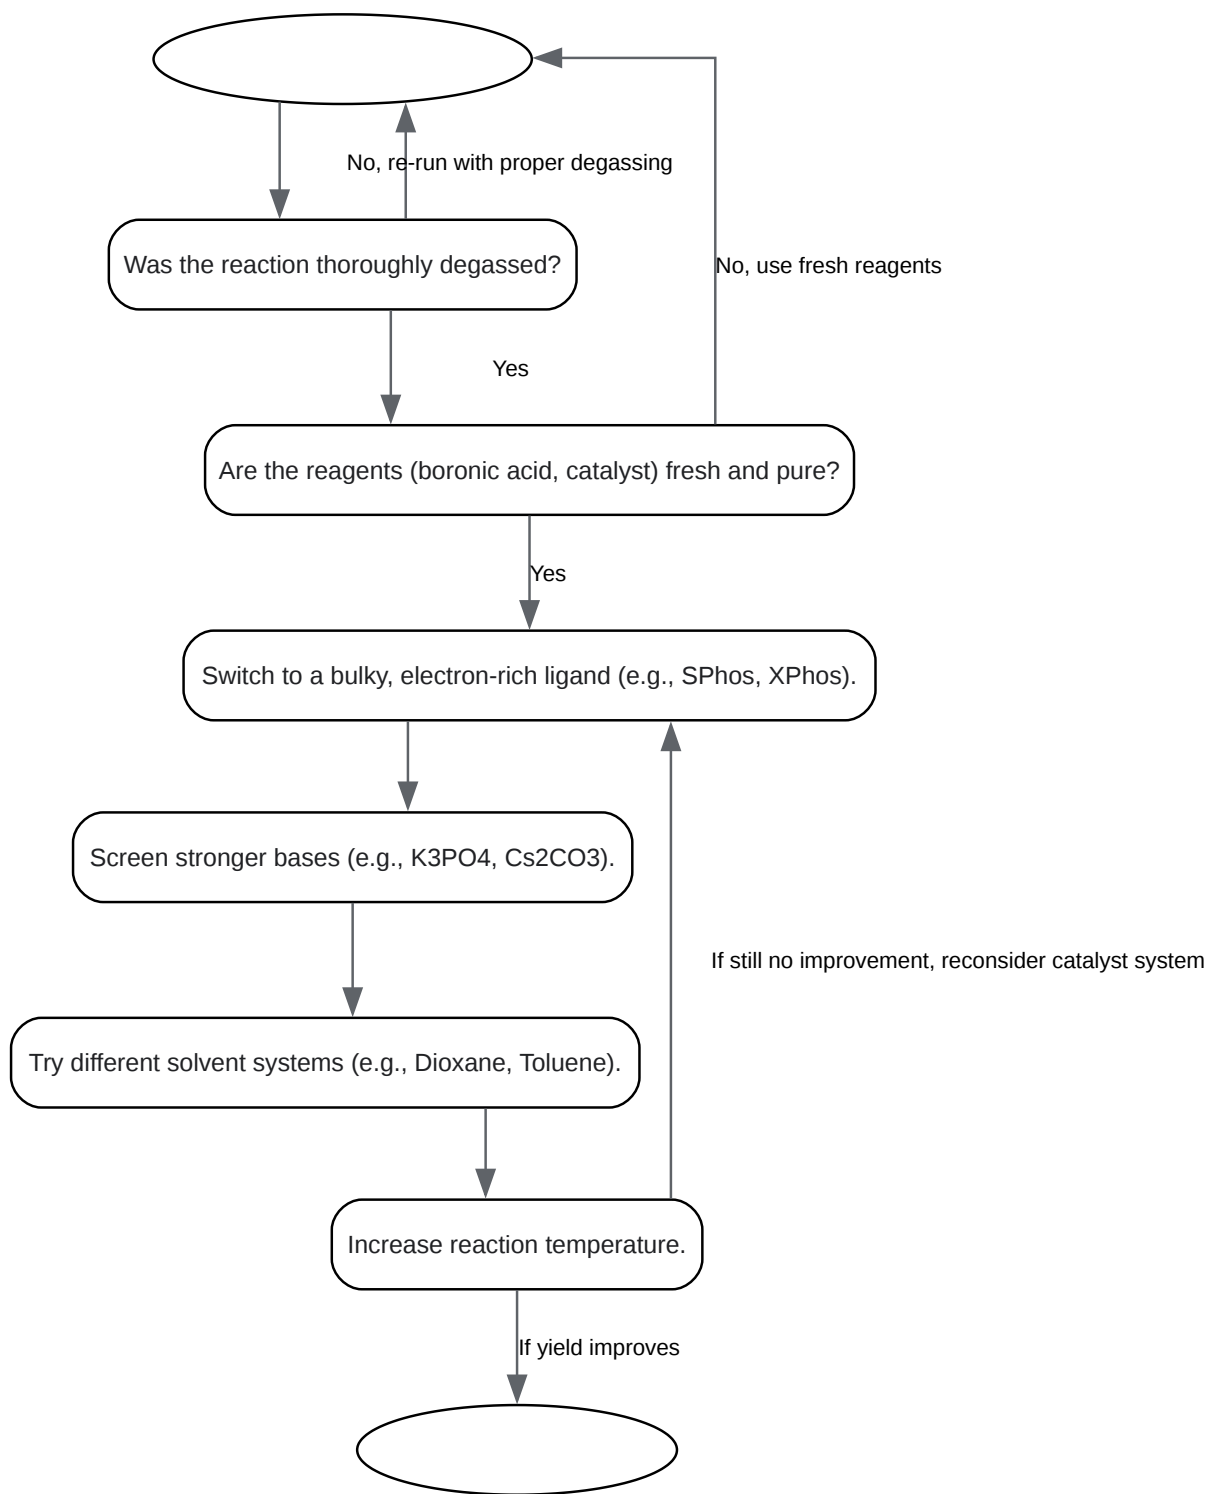 No, re-run with proper degassing
Was the reaction thoroughly degassed?
No, use fresh reagents
Yes
Are the reagents (boronic acid, catalyst) fresh and pure?
Yes
Switch to a bulky, electron-rich ligand (e.g., SPhos, XPhos).
Screen stronger bases (e.g., K3PO4, Cs2CO3).
If still no improvement, reconsider catalyst system
Try different solvent systems (e.g., Dioxane, Toluene).
Increase reaction temperature.
If yield improves